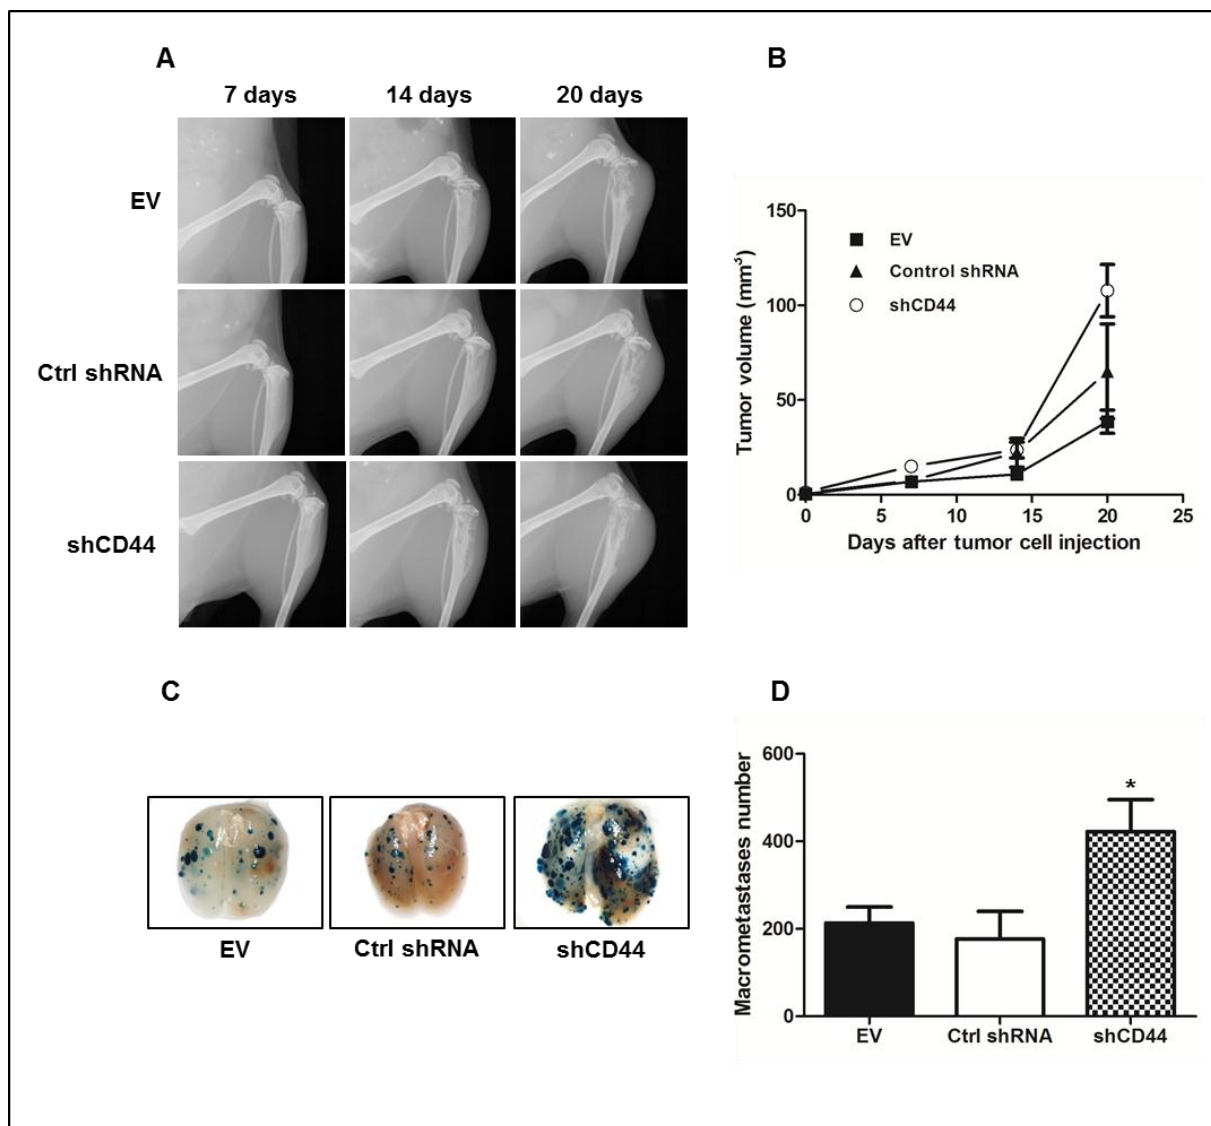 A
7 days 14 days 20 days
EV
Ctrl shRNA
shCD44
B
150
100
50
0
Tumor volume (mm³)
EV
Control shRNA
shCD44
0 5 10 15 20 25
Days after tumor cell injection
C
EV Ctrl shRNA shCD44
D
600
400
200
0
Macrometastases number
*
EV Ctrl shRNA shCD44